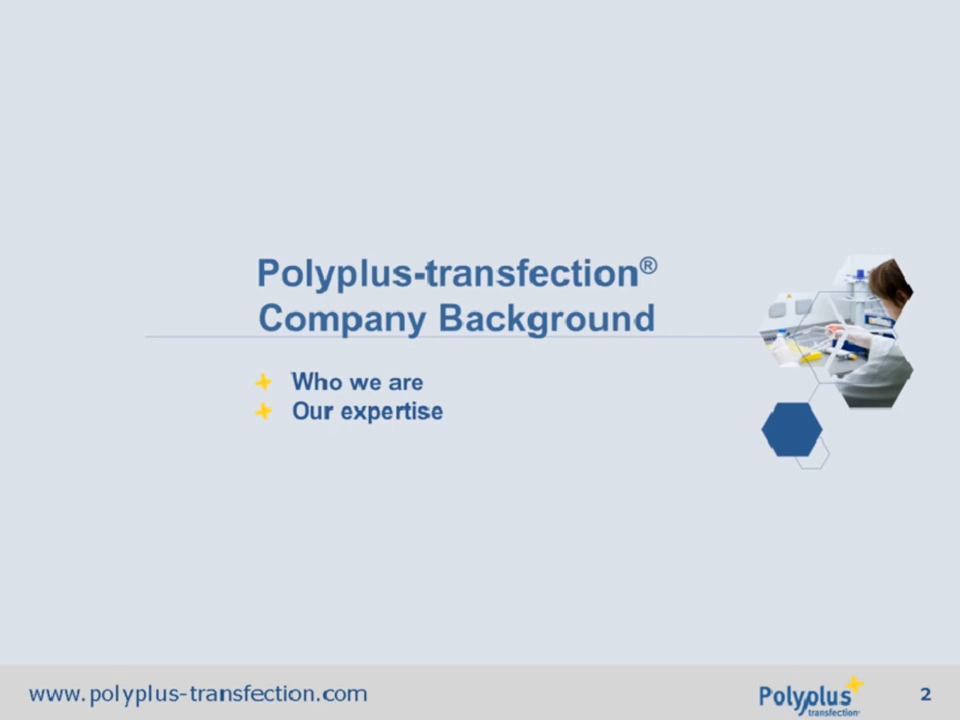 Polyplus-transfection®
Company Background
Who we are
Our expertise
www.polyplus-transfection.com
Polyplus
transfection
2